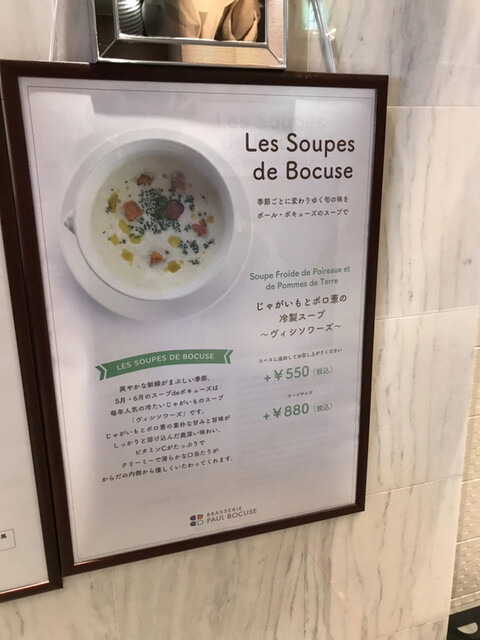 Les Soupes
de Bocuse
季節ごとに変わりゆく旬の味を
ポール・ボキューズのスープで
Soupe Froide de Poireaux et
de Pommes de Terre
じゃがいもとポロ葱の
冷製スープ
～ヴィシソワーズ～
コースに追加してお召し上がりください
+¥550(税込)
ラージサイズ
+¥880(税込)
LES SOUPES DE BOCUSE
爽やかな新緑がまぶしい季節、
5月・6月のスープdeボキューズは
毎年人気の冷たいじゃがいものスープ
「ヴィシソワーズ」です。
じゃがいもとポロ葱の素朴な甘みと旨味が
しっかりと溶け込んだ奥深い味わい。
ビタミンCがたっぷりで
クリーミーで滑らかな口当たりが
からだの内側から優しくいたわってくれます。
BRASSERIE
PAUL BOCUSE